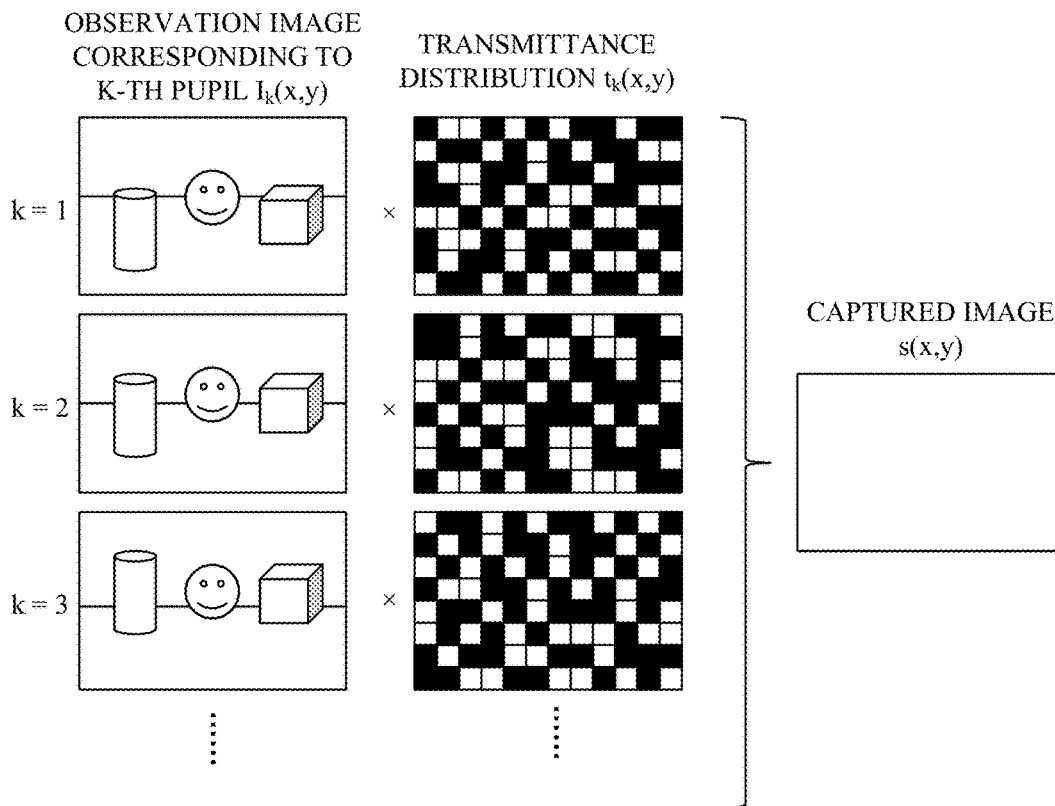 OBSERVATION IMAGE
CORRESPONDING TO
K-TH PUPIL Iₖ(x,y)
TRANSMITTANCE
DISTRIBUTION tₖ(x,y)
k = 1
×
CAPTURED IMAGE
s(x,y)
k = 2
×
k = 3
×